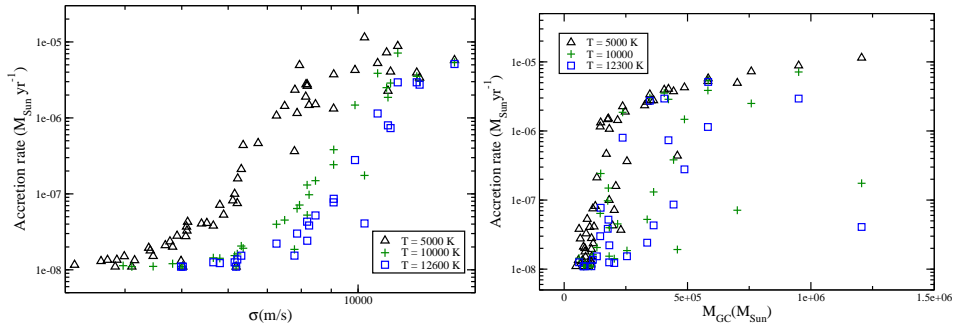 1e-05
1e-06
1e-07
1e-08
Accretion rate (M_Sun yr^-1)
T = 5000 K
T = 10000 K
T = 12600 K
10000
σ(m/s)
1e-05
1e-06
1e-07
1e-08
Accretion rate (M_Sun yr^-1)
T = 5000 K
T = 10000
T = 12300 K
0
5e+05
1e+06
1.5e+06
M_GC(M_Sun)